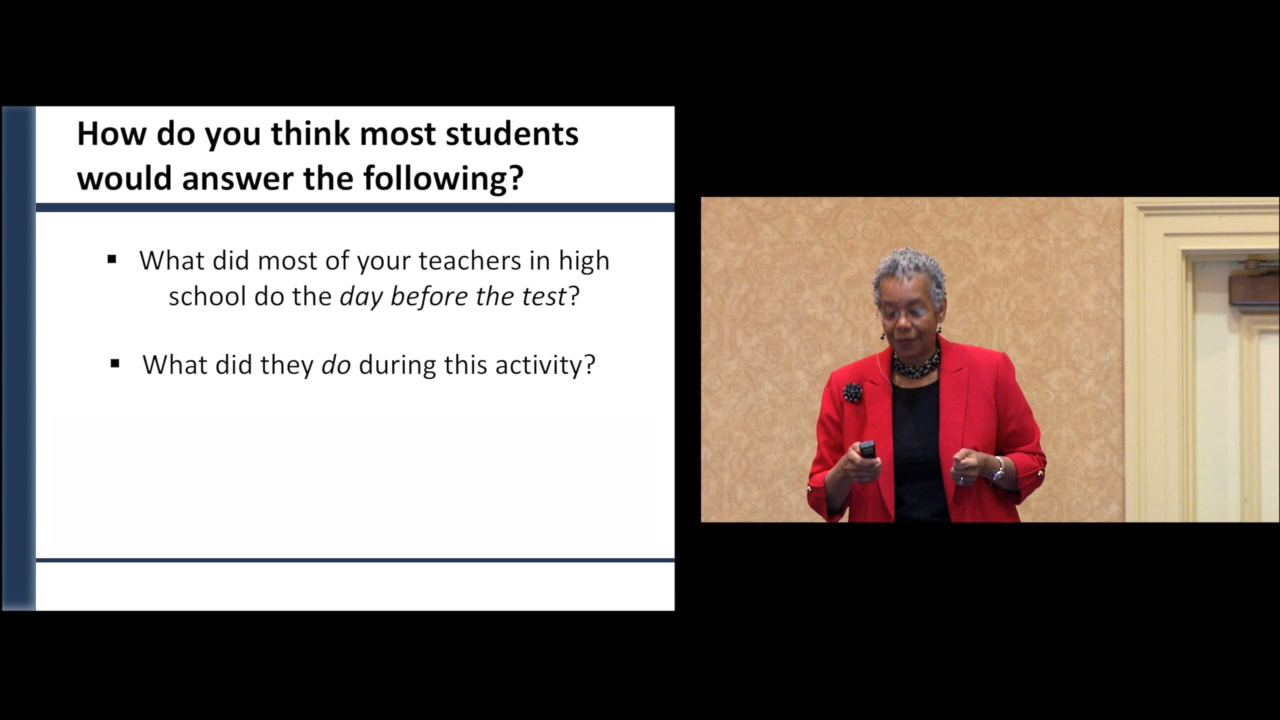 How do you think most students
would answer the following?
▪ What did most of your teachers in high
school do the day before the test?
▪ What did they do during this activity?